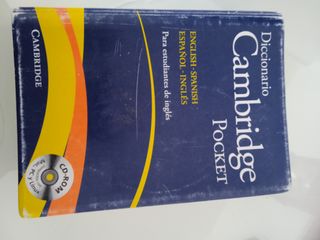 Diccionario
Cambridge
POCKET
ENGLISH - SPANISH
ESPAÑOL - INGLÉS
Para estudiantes de inglés
CAMBRIDGE
CD-ROM